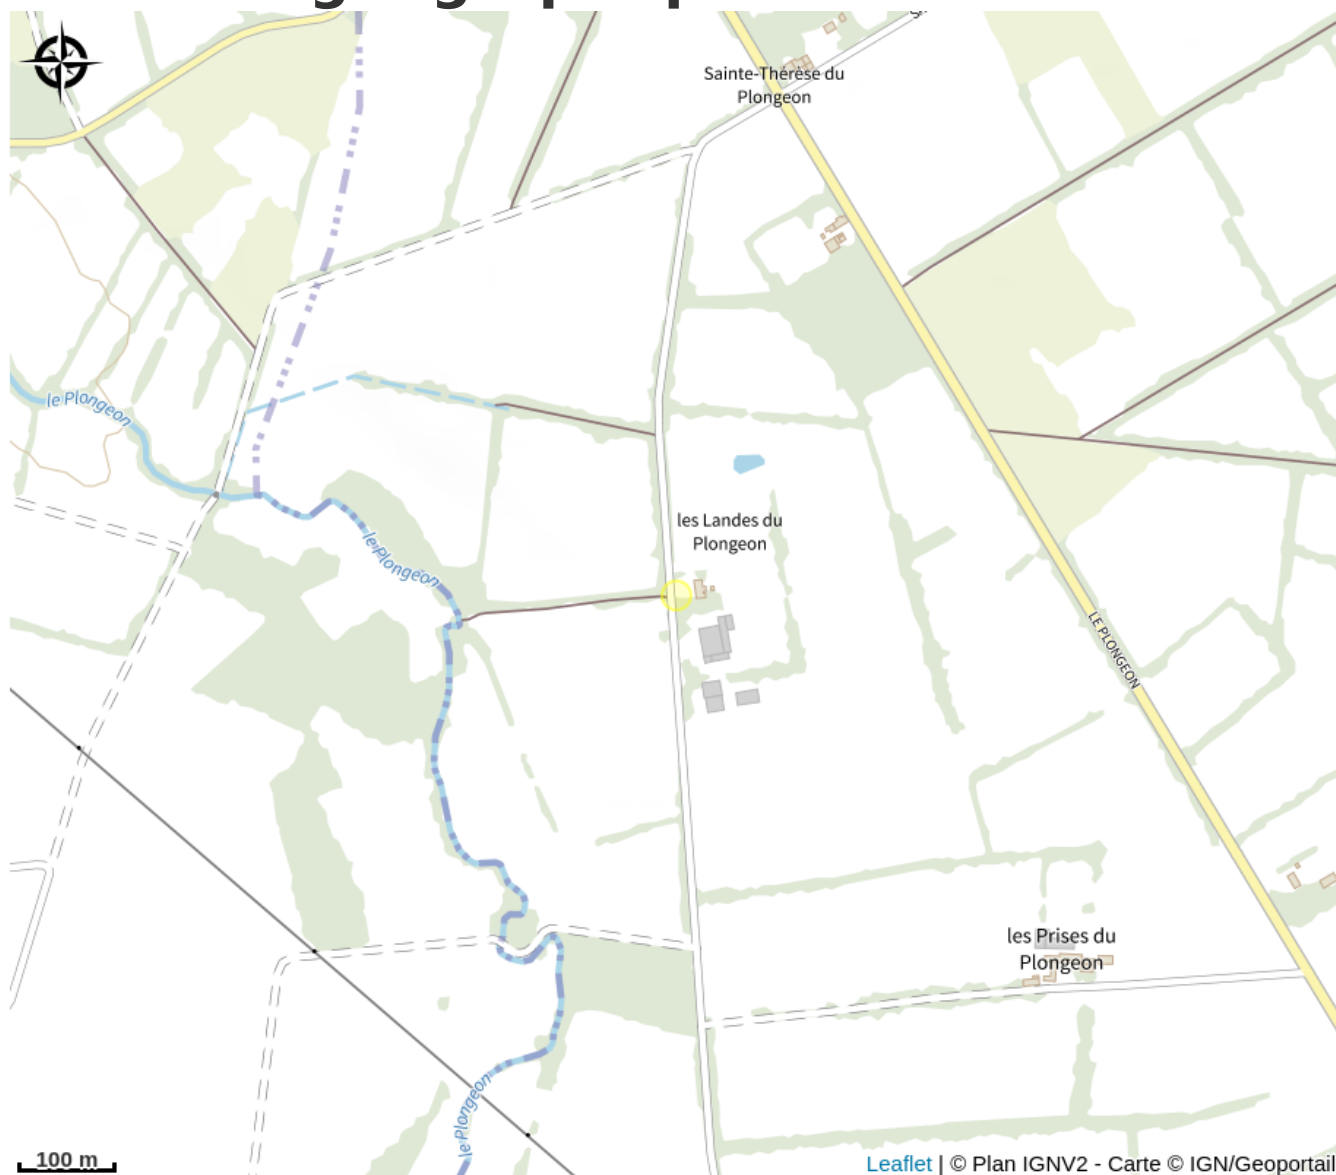 Sainte-Thérèse du
Plongeon
le Plongeon
les Landes du
Plongeon
le Plongeon
LE PLONGEON
les Prises du
Plongeon
le Plongeon
100 m
Leaflet | © Plan IGNV2 - Carte © IGN/Geoportail